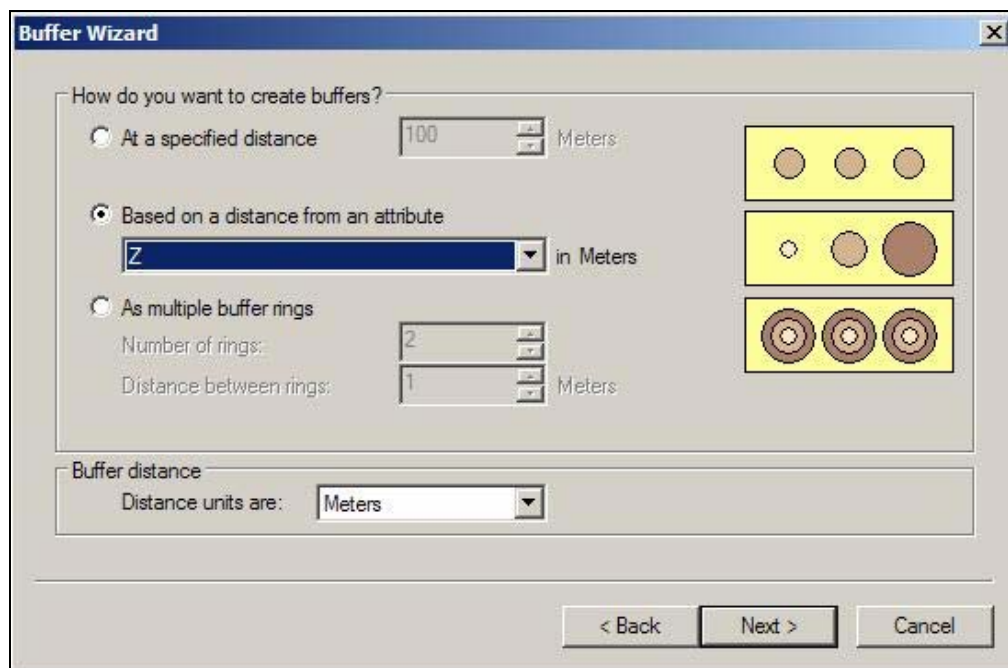 Buffer Wizard
How do you want to create buffers?
At a specified distance 100 Meters
Based on a distance from an attribute
Z in Meters
As multiple buffer rings
Number of rings: 2
Distance between rings: 1 Meters
Buffer distance
Distance units are: Meters
< Back Next > Cancel